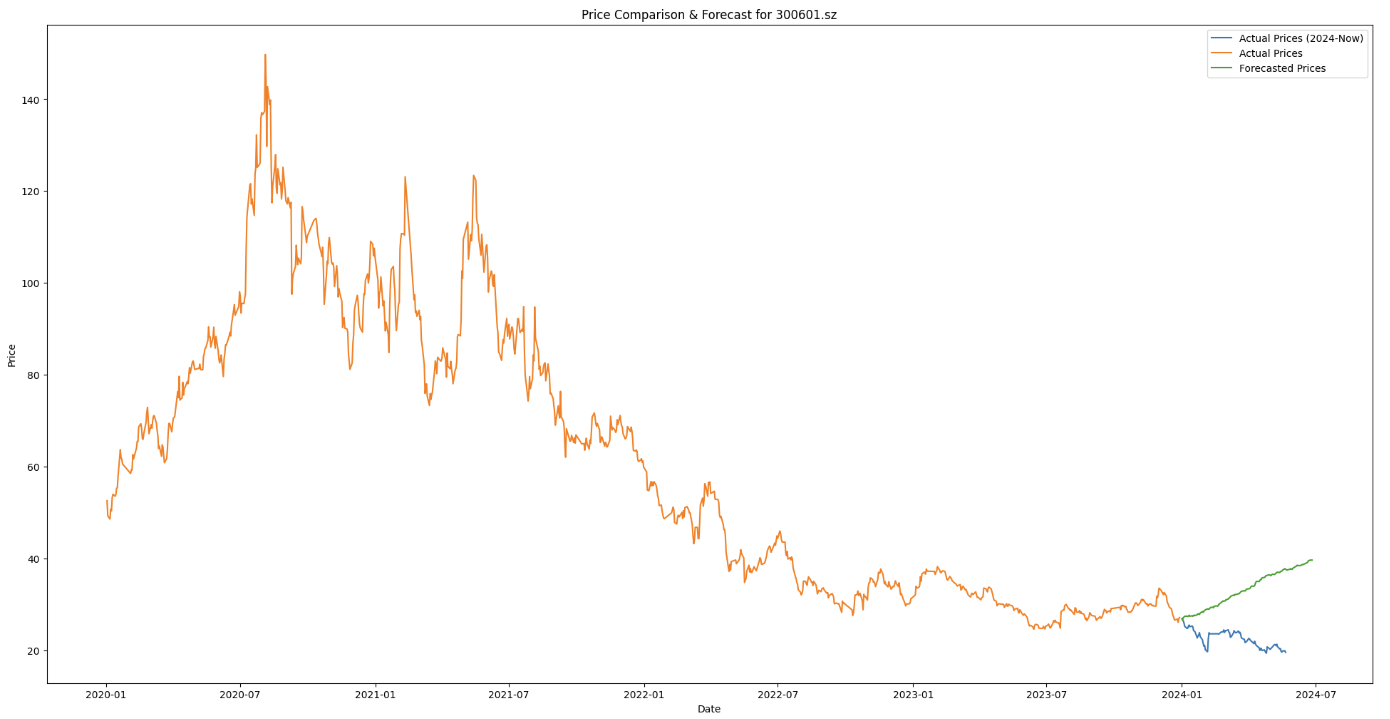 Price Comparison & Forecast for 300601.sz
Actual Prices (2024-Now)
Actual Prices
Forecasted Prices
Price
140
120
100
80
60
40
20
2020-01
2020-07
2021-01
2021-07
2022-01
2022-07
2023-01
2023-07
2024-01
2024-07
Date